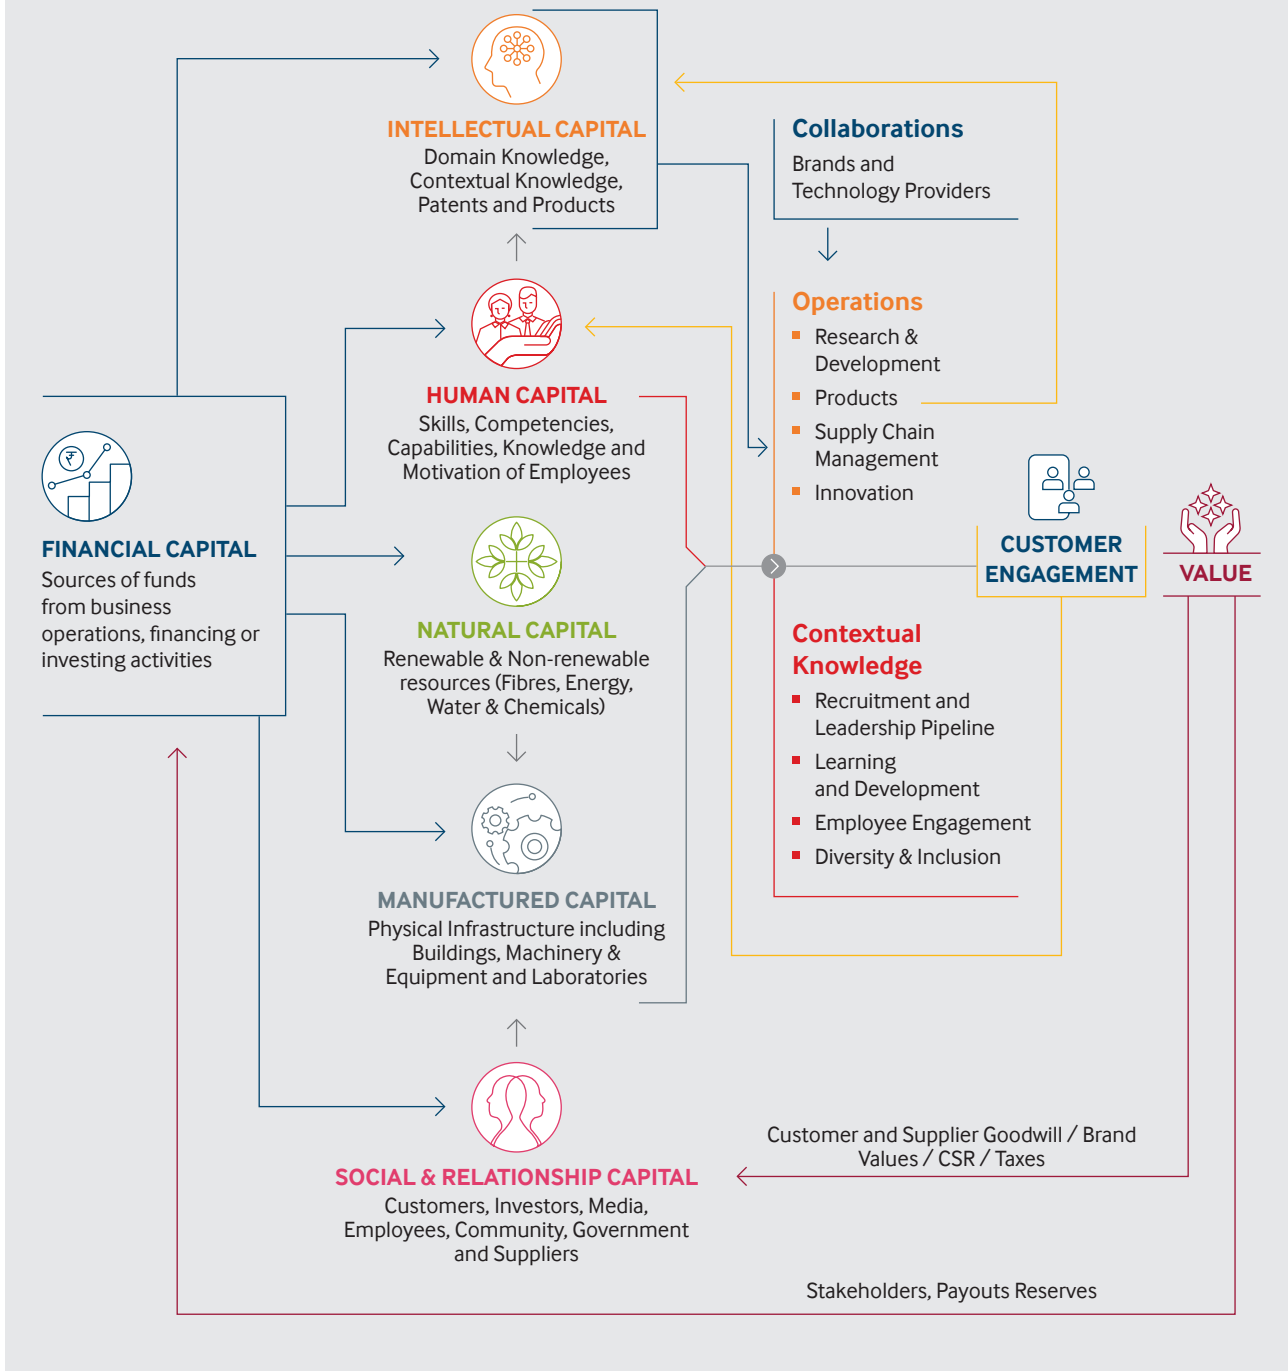 INTELLECTUAL CAPITAL
Domain Knowledge,
Contextual Knowledge,
Patents and Products
HUMAN CAPITAL
Skills, Competencies,
Capabilities, Knowledge and
Motivation of Employees
₹
FINANCIAL CAPITAL
Sources of funds
from business
operations, financing or
investing activities
NATURAL CAPITAL
Renewable & Non-renewable
resources (Fibres, Energy,
Water & Chemicals)
MANUFACTURED CAPITAL
Physical Infrastructure including
Buildings, Machinery &
Equipment and Laboratories
SOCIAL & RELATIONSHIP CAPITAL
Customers, Investors, Media,
Employees, Community, Government
and Suppliers
Collaborations
Brands and
Technology Providers
Operations
Research &
Development
Products
Supply Chain
Management
Innovation
Contextual
Knowledge
Recruitment and
Leadership Pipeline
Learning
and Development
Employee Engagement
Diversity & Inclusion
CUSTOMER
ENGAGEMENT
VALUE
Customer and Supplier Goodwill / Brand
Values / CSR / Taxes
Stakeholders, Payouts Reserves